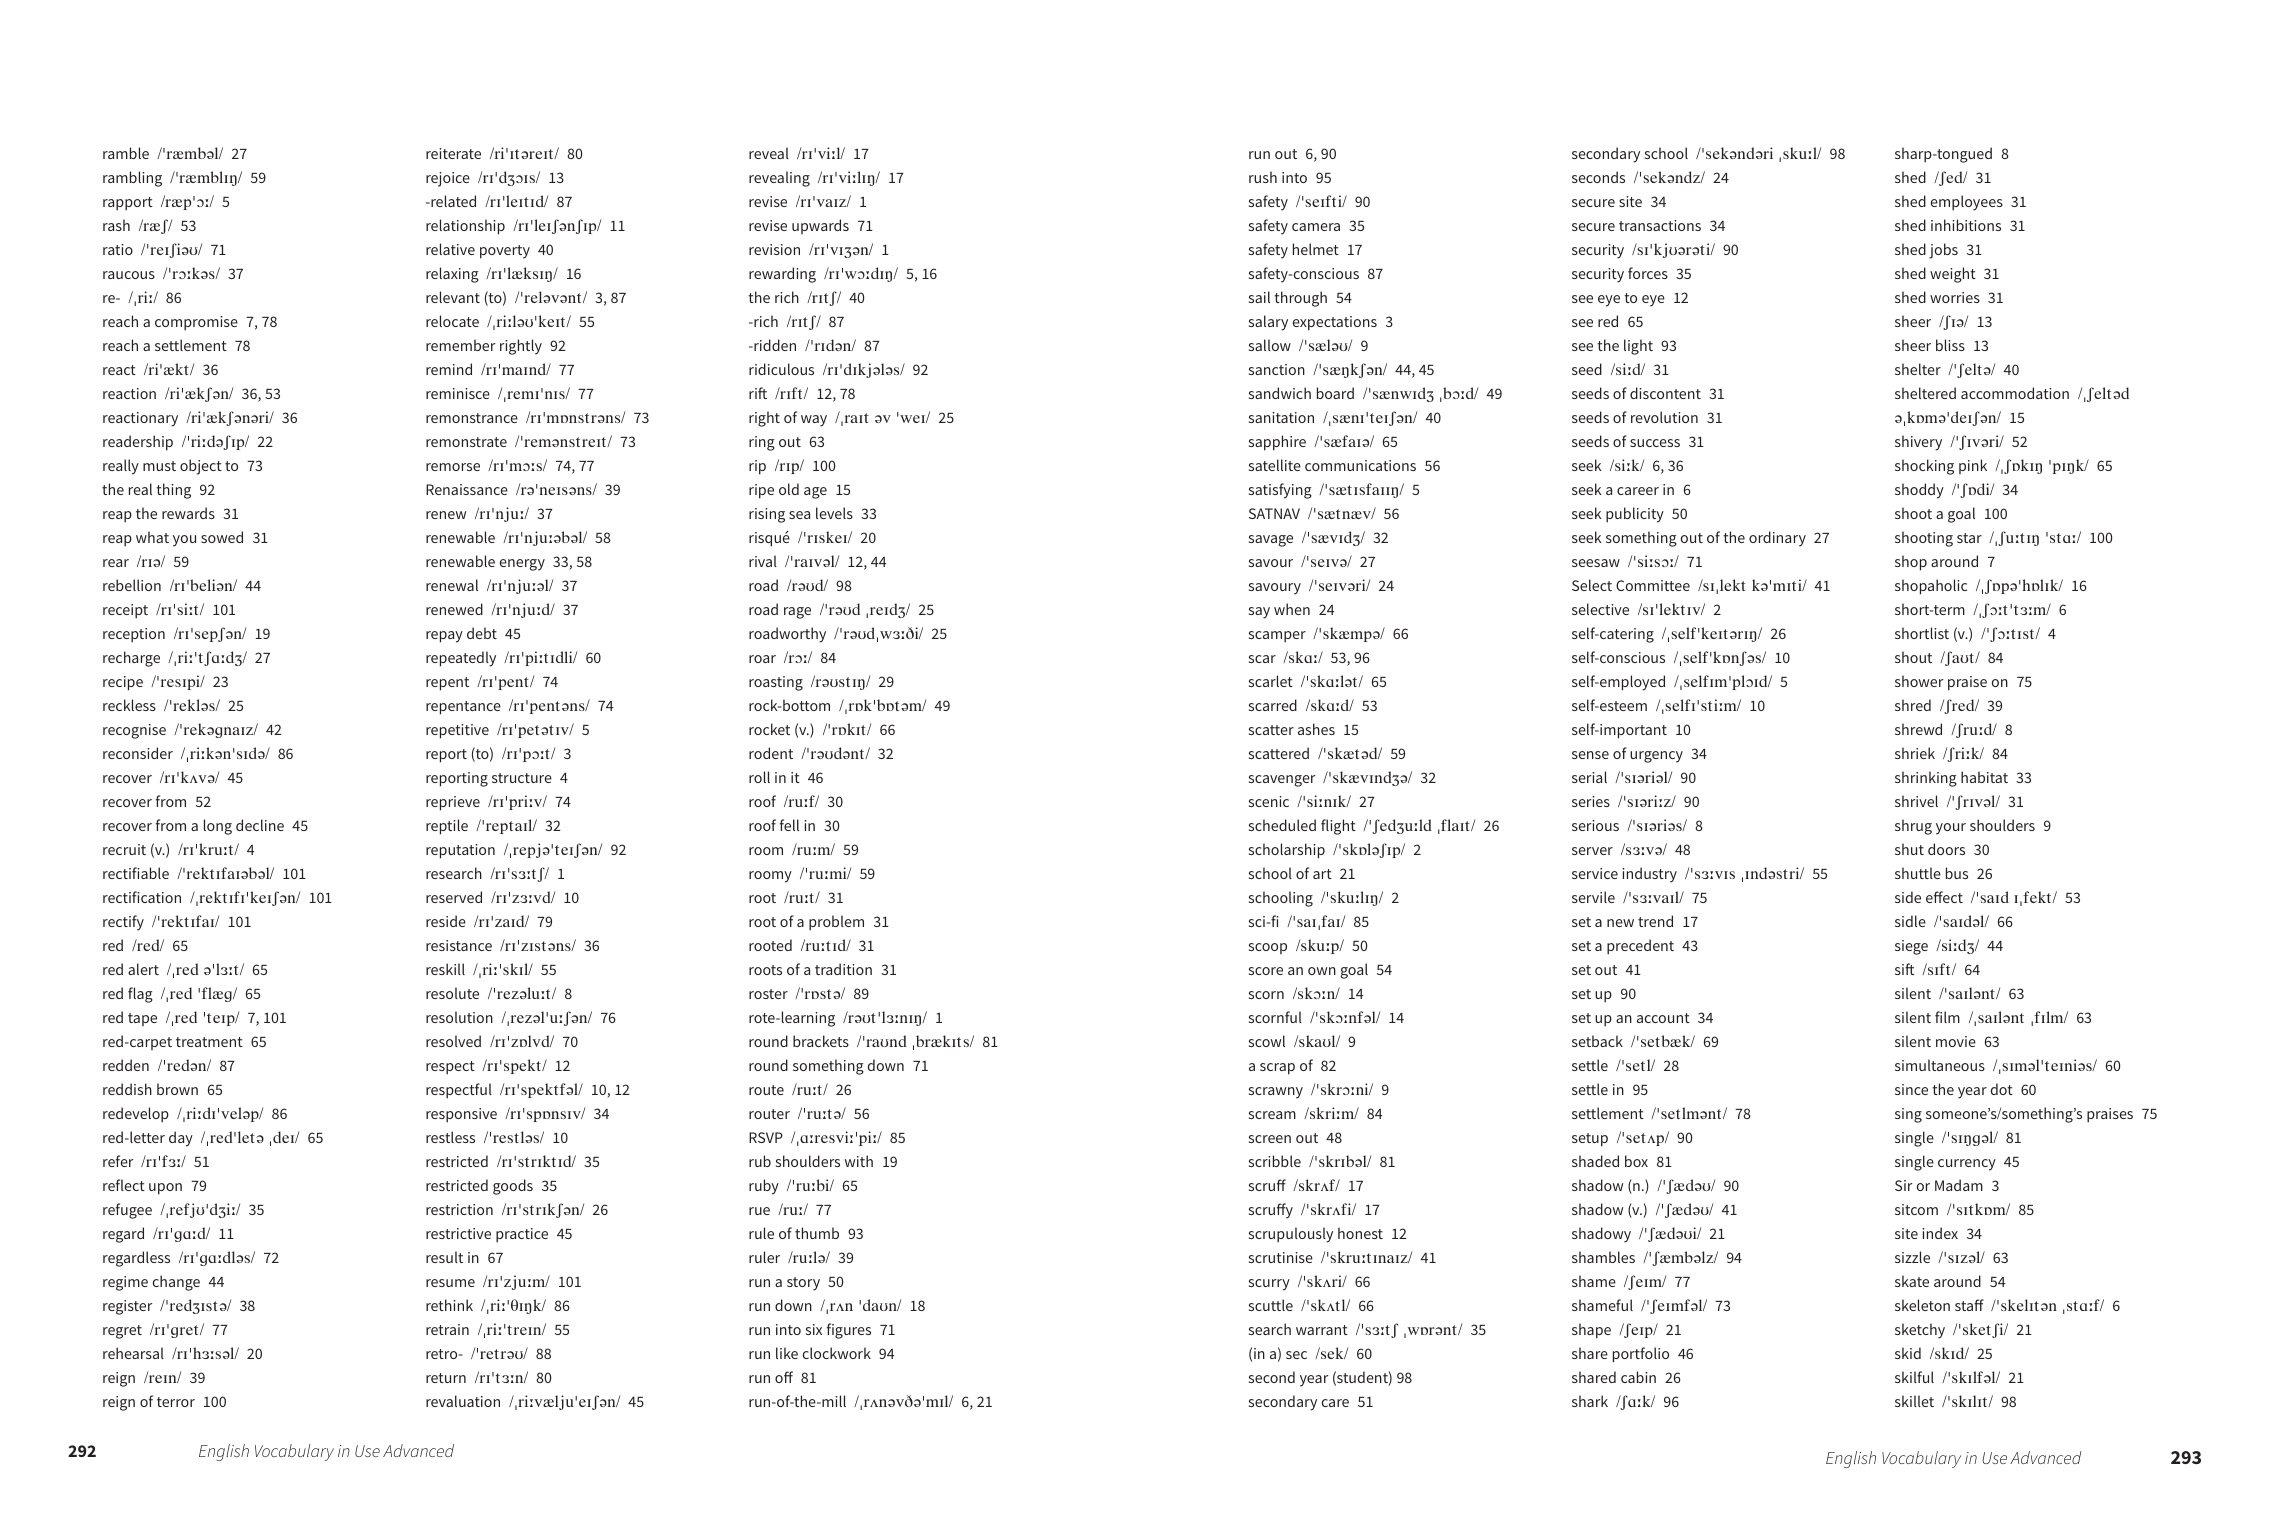 ramble /ˈræmbəl/ 27
rambling /ˈræmblɪŋ/ 59
rapport /ræpˈɔː/ 5
rash /ræʃ/ 53
ratio /ˈreɪʃiəʊ/ 71
raucous /ˈrɔːkəs/ 37
re- /ˌriː/ 86
reach a compromise 7, 78
reach a settlement 78
react /riˈækt/ 36
reaction /riˈækʃən/ 36, 53
reactionary /riˈækʃənəri/ 36
readership /ˈriːdəʃɪp/ 22
really must object to 73
the real thing 92
reap the rewards 31
reap what you sowed 31
rear /rɪə/ 59
rebellion /rɪˈbeliən/ 44
receipt /rɪˈsiːt/ 101
reception /rɪˈsepʃən/ 19
recharge /ˌriːˈtʃɑːdʒ/ 27
recipe /ˈresɪpi/ 23
reckless /ˈrekləs/ 25
recognise /ˈrekəgnaɪz/ 42
reconsider /ˌriːkənˈsɪdə/ 86
recover /rɪˈkʌvə/ 45
recover from 52
recover from a long decline 45
recruit (v.) /rɪˈkruːt/ 4
rectifiable /ˈrektɪfaɪəbəl/ 101
rectification /ˌrektɪfɪˈkeɪʃən/ 101
rectify /ˈrektɪfaɪ/ 101
red /red/ 65
red alert /ˌred əˈlɜːt/ 65
red flag /ˌred ˈflæg/ 65
red tape /ˌred ˈteɪp/ 7, 101
red-carpet treatment 65
redden /ˈredən/ 87
reddish brown 65
redevelop /ˌriːdɪˈveləp/ 86
red-letter day /ˌredˈletə ˌdeɪ/ 65
refer /rɪˈfɜː/ 51
reflect upon 79
refugee /ˌrefjʊˈdʒiː/ 35
regard /rɪˈgɑːd/ 11
regardless /rɪˈgɑːdləs/ 72
regime change 44
register /ˈredʒɪstə/ 38
regret /rɪˈgret/ 77
rehearsal /rɪˈhɜːsəl/ 20
reign /reɪn/ 39
reign of terror 100
reiterate /riˈɪtəreɪt/ 80
rejoice /rɪˈdʒɔɪs/ 13
-related /rɪˈleɪtɪd/ 87
relationship /rɪˈleɪʃənʃɪp/ 11
relative poverty 40
relaxing /rɪˈlæksɪŋ/ 16
relevant (to) /ˈreləvənt/ 3, 87
relocate /ˌriːləʊˈkeɪt/ 55
remember rightly 92
remind /rɪˈmaɪnd/ 77
reminisce /ˌremɪˈnɪs/ 77
remonstrance /rɪˈmɒnstrəns/ 73
remonstrate /ˈremənstreɪt/ 73
remorse /rɪˈmɔːs/ 74, 77
Renaissance /rəˈneɪsəns/ 39
renew /rɪˈnjuː/ 37
renewable /rɪˈnjuːəbəl/ 58
renewable energy 33, 58
renewal /rɪˈnjuːəl/ 37
renewed /rɪˈnjuːd/ 37
repay debt 45
repeatedly /rɪˈpiːtɪdli/ 60
repent /rɪˈpent/ 74
repentance /rɪˈpentəns/ 74
repetitive /rɪˈpetətɪv/ 5
report (to) /rɪˈpɔːt/ 3
reporting structure 4
reprieve /rɪˈpriːv/ 74
reptile /ˈreptaɪl/ 32
reputation /ˌrepjəˈteɪʃən/ 92
research /rɪˈsɜːtʃ/ 1
reserved /rɪˈzɜːvd/ 10
reside /rɪˈzaɪd/ 79
resistance /rɪˈzɪstəns/ 36
reskill /ˌriːˈskɪl/ 55
resolute /ˈrezəluːt/ 8
resolution /ˌrezəlˈuːʃən/ 76
resolved /rɪˈzɒlvd/ 70
respect /rɪˈspekt/ 12
respectful /rɪˈspektfəl/ 10, 12
responsive /rɪˈspɒnsɪv/ 34
restless /ˈrestləs/ 10
restricted /rɪˈstrɪktɪd/ 35
restricted goods 35
restriction /rɪˈstrɪkʃən/ 26
restrictive practice 45
result in 67
resume /rɪˈzjuːm/ 101
rethink /ˌriːˈθɪŋk/ 86
retrain /ˌriːˈtreɪn/ 55
retro- /ˈretrəʊ/ 88
return /rɪˈtɜːn/ 80
revaluation /ˌriːvæljuˈeɪʃən/ 45
reveal /rɪˈviːl/ 17
revealing /rɪˈviːlɪŋ/ 17
revise /rɪˈvaɪz/ 1
revise upwards 71
revision /rɪˈvɪʒən/ 1
rewarding /rɪˈwɔːdɪŋ/ 5, 16
the rich /rɪtʃ/ 40
-rich /rɪtʃ/ 87
-ridden /ˈrɪdən/ 87
ridiculous /rɪˈdɪkjələs/ 92
rift /rɪft/ 12, 78
right of way /ˌraɪt əv ˈweɪ/ 25
ring out 63
rip /rɪp/ 100
ripe old age 15
rising sea levels 33
risqué /ˈrɪskeɪ/ 20
rival /ˈraɪvəl/ 12, 44
road /rəʊd/ 98
road rage /ˈrəʊd ˌreɪdʒ/ 25
roadworthy /ˈrəʊdˌwɜːði/ 25
roar /rɔː/ 84
roasting /rəʊstɪŋ/ 29
rock-bottom /ˌrɒkˈbɒtəm/ 49
rocket (v.) /ˈrɒkɪt/ 66
rodent /ˈrəʊdənt/ 32
roll in it 46
roof /ruːf/ 30
roof fell in 30
room /ruːm/ 59
roomy /ˈruːmi/ 59
root /ruːt/ 31
root of a problem 31
rooted /ruːtɪd/ 31
roots of a tradition 31
roster /ˈrɒstə/ 89
rote-learning /rəʊtˈlɜːnɪŋ/ 1
round brackets /ˈraʊnd ˌbrækɪts/ 81
round something down 71
route /ruːt/ 26
router /ˈruːtə/ 56
RSVP /ˌɑːresviːˈpiː/ 85
rub shoulders with 19
ruby /ˈruːbi/ 65
rue /ruː/ 77
rule of thumb 93
ruler /ruːlə/ 39
run a story 50
run down /ˌrʌn ˈdaʊn/ 18
run into six figures 71
run like clockwork 94
run off 81
run-of-the-mill /ˌrʌnəvðəˈmɪl/ 6, 21
292 English Vocabulary in Use Advanced
run out 6, 90
rush into 95
safety /ˈseɪfti/ 90
safety camera 35
safety helmet 17
safety-conscious 87
sail through 54
salary expectations 3
sallow /ˈsæləʊ/ 9
sanction /ˈsæŋkʃən/ 44, 45
sandwich board /ˈsænwɪdʒ ˌbɔːd/ 49
sanitation /ˌsænɪˈteɪʃən/ 40
sapphire /ˈsæfaɪə/ 65
satellite communications 56
satisfying /ˈsætɪsfaɪɪŋ/ 5
SATNAV /ˈsætnæv/ 56
savage /ˈsævɪdʒ/ 32
savour /ˈseɪvə/ 27
savoury /ˈseɪvəri/ 24
say when 24
scamper /ˈskæmpə/ 66
scar /skɑː/ 53, 96
scarlet /ˈskɑːlət/ 65
scarred /skɑːd/ 53
scatter ashes 15
scattered /ˈskætəd/ 59
scavenger /ˈskævɪndʒə/ 32
scenic /ˈsiːnɪk/ 27
scheduled flight /ˈʃedʒuːld ˌflaɪt/ 26
scholarship /ˈskɒləʃɪp/ 2
school of art 21
schooling /ˈskuːlɪŋ/ 2
sci-fi /ˈsaɪˌfaɪ/ 85
scoop /skuːp/ 50
score an own goal 54
scorn /skɔːn/ 14
scornful /ˈskɔːnfəl/ 14
scowl /skaʊl/ 9
a scrap of 82
scrawny /ˈskrɔːni/ 9
scream /skriːm/ 84
screen out 48
scribble /ˈskrɪbəl/ 81
scruff /skrʌf/ 17
scruffy /ˈskrʌfi/ 17
scrupulously honest 12
scrutinise /ˈskruːtɪnaɪz/ 41
scurry /ˈskʌri/ 66
scuttle /ˈskʌtl/ 66
search warrant /ˈsɜːtʃ ˌwɒrənt/ 35
(in a) sec /sek/ 60
second year (student) 98
secondary care 51
secondary school /ˈsekəndəri ˌskuːl/ 98
seconds /ˈsekəndz/ 24
secure site 34
secure transactions 34
security /sɪˈkjʊərəti/ 90
security forces 35
see eye to eye 12
see red 65
see the light 93
seed /siːd/ 31
seeds of discontent 31
seeds of revolution 31
seeds of success 31
seek /siːk/ 6, 36
seek a career in 6
seek publicity 50
seek something out of the ordinary 27
seesaw /ˈsiːsɔː/ 71
Select Committee /sɪˌlekt kəˈmɪti/ 41
selective /sɪˈlektɪv/ 2
self-catering /ˌselfˈkeɪtərɪŋ/ 26
self-conscious /ˌselfˈkɒnʃəs/ 10
self-employed /ˌselfɪmˈplɔɪd/ 5
self-esteem /ˌselfɪˈstiːm/ 10
self-important 10
sense of urgency 34
serial /ˈsɪəriəl/ 90
series /ˈsɪəriːz/ 90
serious /ˈsɪəriəs/ 8
server /sɜːvə/ 48
service industry /ˈsɜːvɪs ˌɪndəstri/ 55
servile /ˈsɜːvaɪl/ 75
set a new trend 17
set a precedent 43
set out 41
set up 90
set up an account 34
setback /ˈsetbæk/ 69
settle /ˈsetl/ 28
settle in 95
settlement /ˈsetlmənt/ 78
setup /ˈsetʌp/ 90
shaded box 81
shadow (n.) /ˈʃædəʊ/ 90
shadow (v.) /ˈʃædəʊ/ 41
shadowy /ˈʃædəʊi/ 21
shambles /ˈʃæmbəlz/ 94
shame /ʃeɪm/ 77
shameful /ˈʃeɪmfəl/ 73
shape /ʃeɪp/ 21
share portfolio 46
shared cabin 26
shark /ʃɑːk/ 96
sharp-tongued 8
shed /ʃed/ 31
shed employees 31
shed inhibitions 31
shed jobs 31
shed weight 31
shed worries 31
sheer /ʃɪə/ 13
sheer bliss 13
shelter /ˈʃeltə/ 40
sheltered accommodation /ˌʃeltəd
əˌkɒməˈdeɪʃən/ 15
shivery /ˈʃɪvəri/ 52
shocking pink /ˌʃɒkɪŋ ˈpɪŋk/ 65
shoddy /ˈʃɒdi/ 34
shoot a goal 100
shooting star /ˌʃuːtɪŋ ˈstɑː/ 100
shop around 7
shopaholic /ˌʃɒpəˈhɒlɪk/ 16
short-term /ˌʃɔːtˈtɜːm/ 6
shortlist (v.) /ˈʃɔːtɪst/ 4
shout /ʃaʊt/ 84
shower praise on 75
shred /ʃred/ 39
shrewd /ʃruːd/ 8
shriek /ʃriːk/ 84
shrinking habitat 33
shrivel /ˈʃrɪvəl/ 31
shrug your shoulders 9
shut doors 30
shuttle bus 26
side effect /ˈsaɪd ɪˌfekt/ 53
sidle /ˈsaɪdəl/ 66
siege /siːdʒ/ 44
sift /sɪft/ 64
silent /ˈsaɪlənt/ 63
silent film /ˌsaɪlənt ˌfɪlm/ 63
silent movie 63
simultaneous /ˌsɪməlˈteɪniəs/ 60
since the year dot 60
sing someone’s/something’s praises 75
single /ˈsɪŋgəl/ 81
single currency 45
Sir or Madam 3
sitcom /ˈsɪtkɒm/ 85
site index 34
sizzle /ˈsɪzəl/ 63
skate around 54
skeleton staff /ˈskelɪtən ˌstɑːf/ 6
sketchy /ˈsketʃi/ 21
skid /skɪd/ 25
skilful /ˈskɪlfəl/ 21
skillet /ˈskɪlɪt/ 98
English Vocabulary in Use Advanced 293